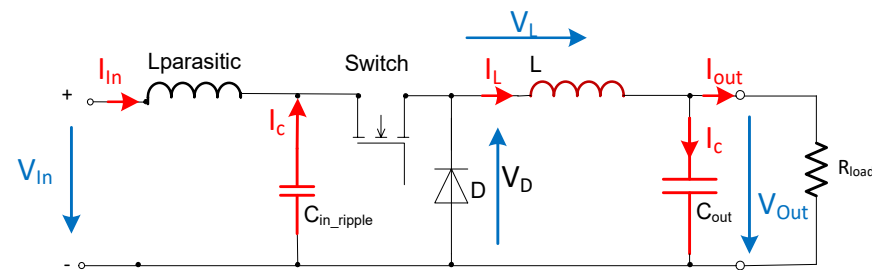 V_L
Lparasitic
Switch
L
I_In
I_L
I_out
+
I_c
I_c
V_In
D
V_D
C_in_ripple
C_out
V_Out
R_load
-